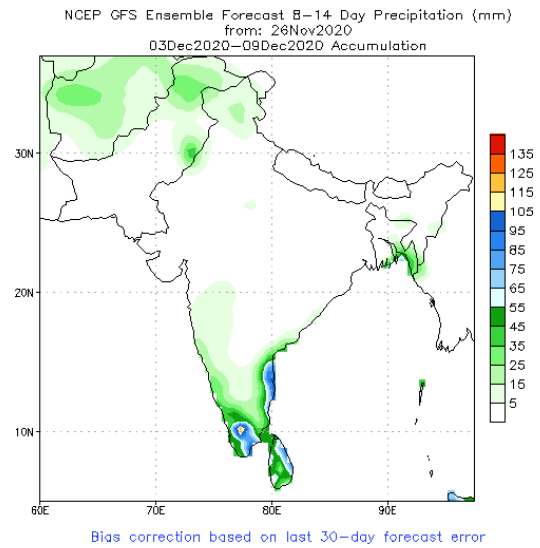 NCEP GFS Ensemble Forecast 8-14 Day Precipitation (mm)
from: 26Nov2020
03Dec2020-09Dec2020 Accumulation
30N
20N
10N
60E 70E 80E 90E
135
125
115
105
95
85
75
65
55
45
35
25
15
5
Bias correction based on last 30-day forecast error